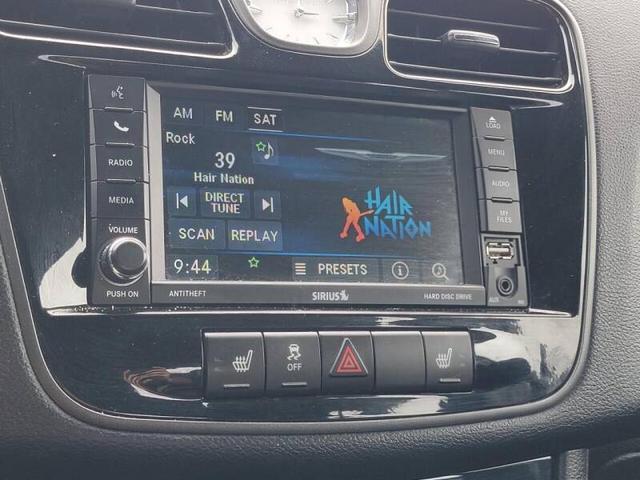 AM FM SAT
Rock
39
Hair Nation
DIRECT
TUNE
SCAN REPLAY
9:44 PRESETS
HAIR
NATION
RADIO
MEDIA
VOLUME
PUSH ON
LOAD
MENU
AUDIO
MY
FILES
AUX
ANTITHEFT SIRIUS HARD DISC DRIVE
OFF